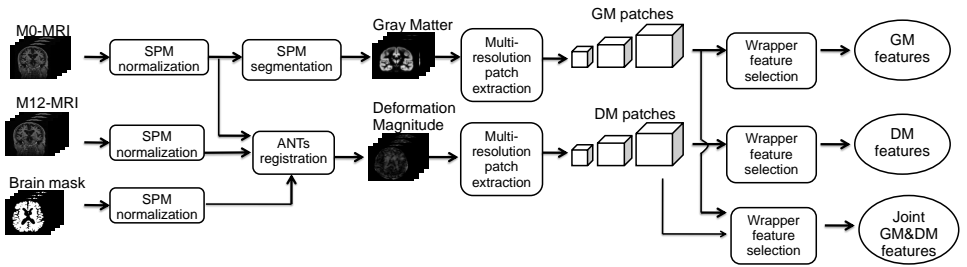 M0-MRI
SPM
normalization
SPM
segmentation
Gray Matter
Multi-
resolution
patch
extraction
GM patches
Wrapper
feature
selection
GM
features
M12-MRI
SPM
normalization
ANTs
registration
Deformation
Magnitude
Multi-
resolution
patch
extraction
DM patches
Wrapper
feature
selection
DM
features
Brain mask
SPM
normalization
Wrapper
feature
selection
Joint
GM&DM
features